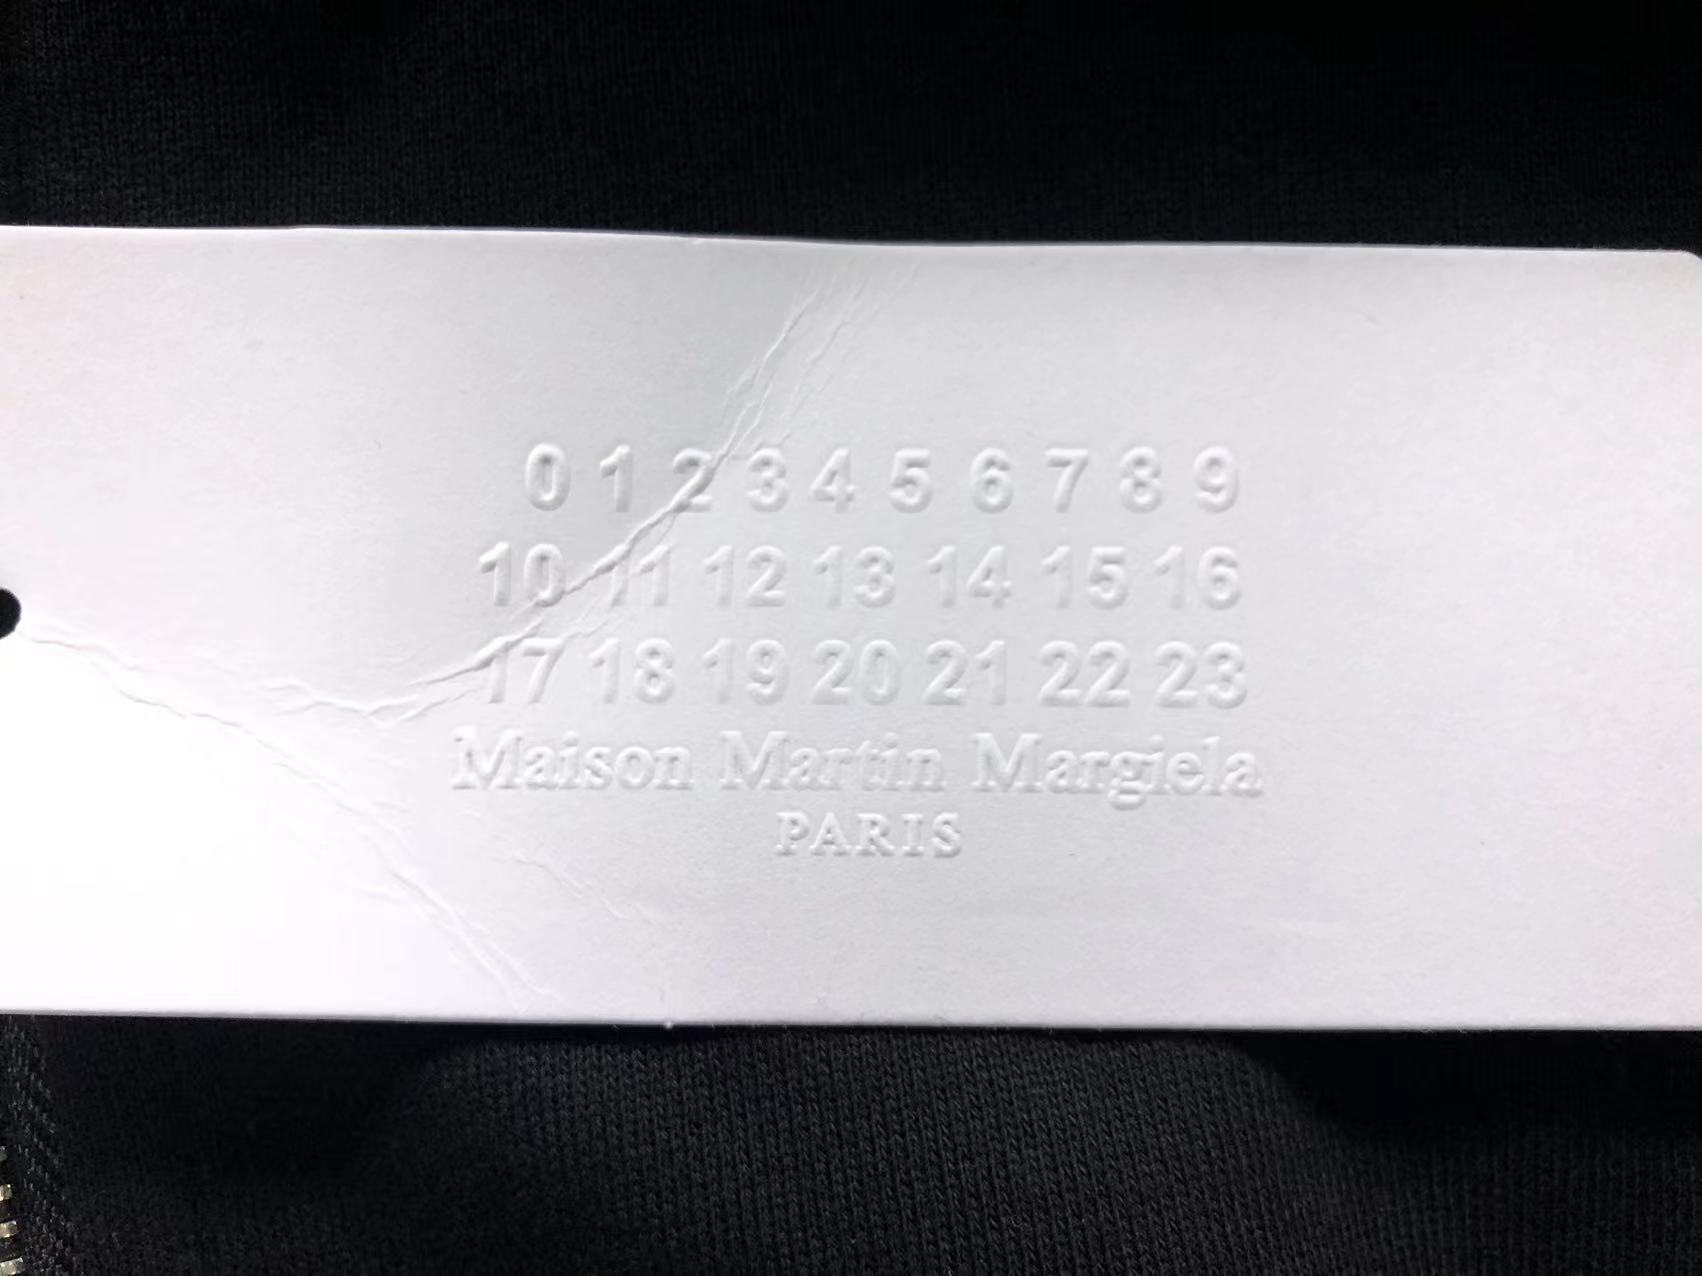 0 1 2 3 4 5 6 7 8 9
10 11 12 13 14 15 16
17 18 19 20 21 22 23
Maison Martin Margiela
PARIS